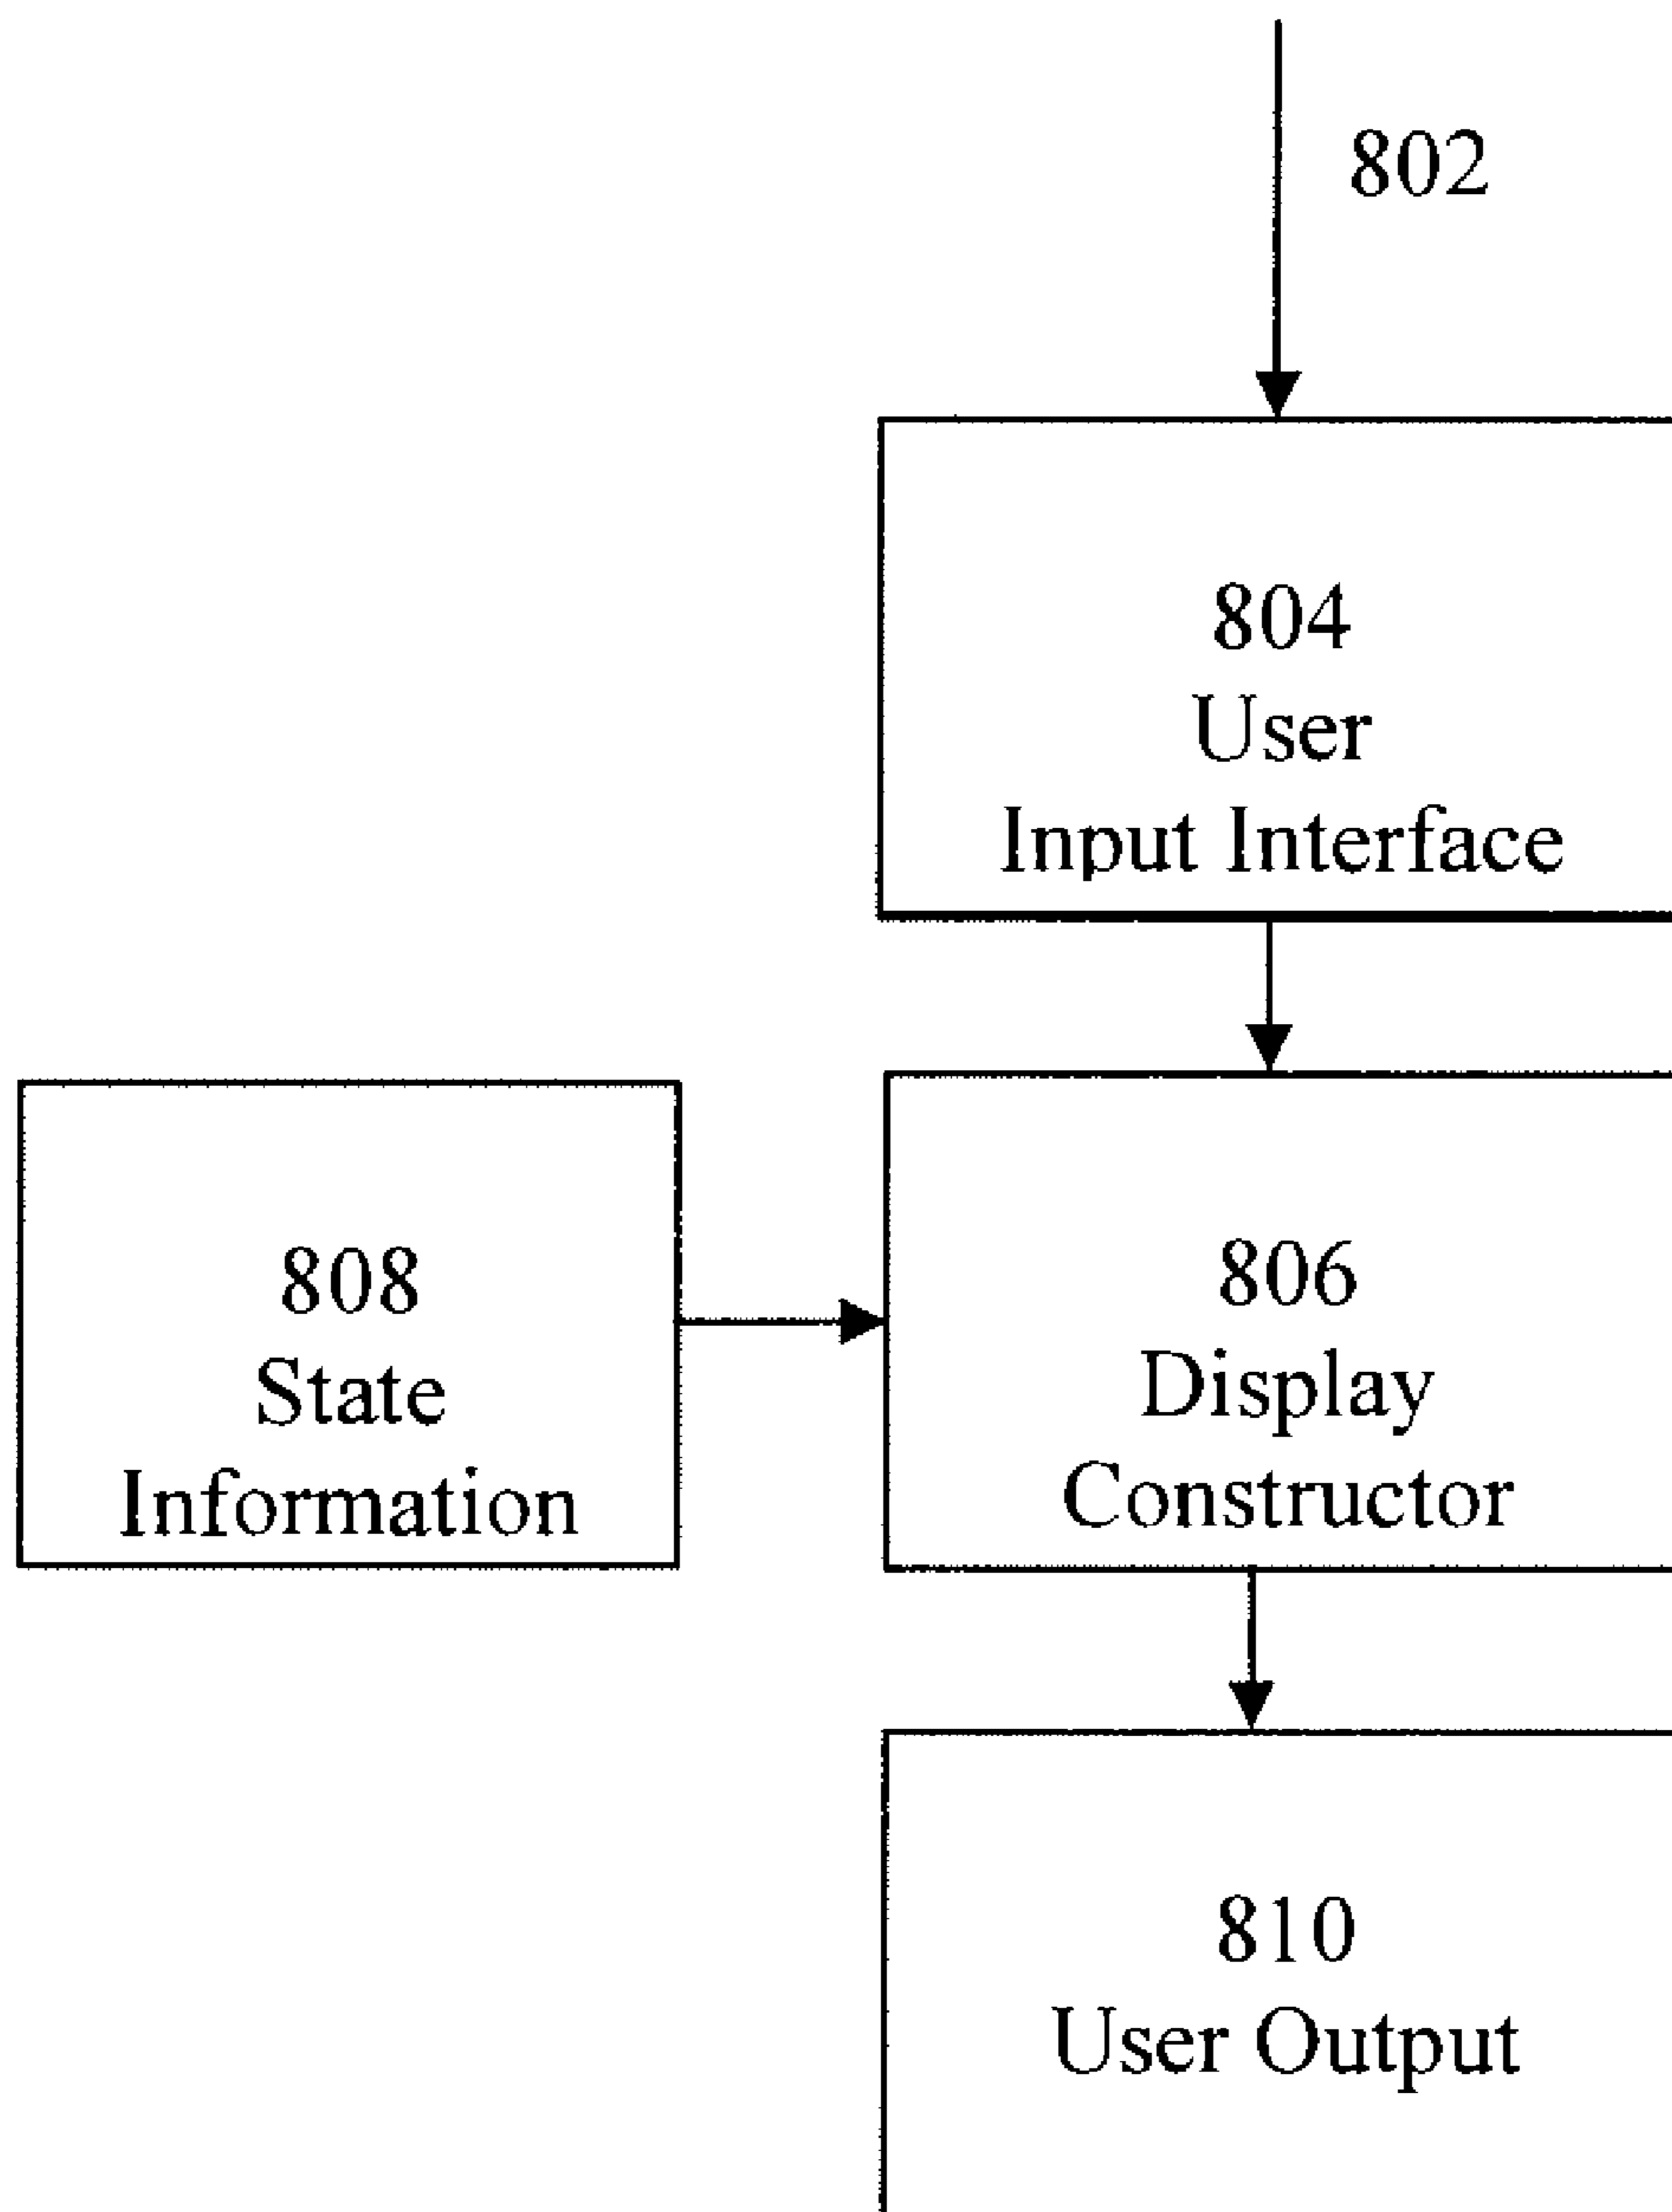 802
804
User
Input Interface
808
State
Information
806
Display
Constructor
810
User Output